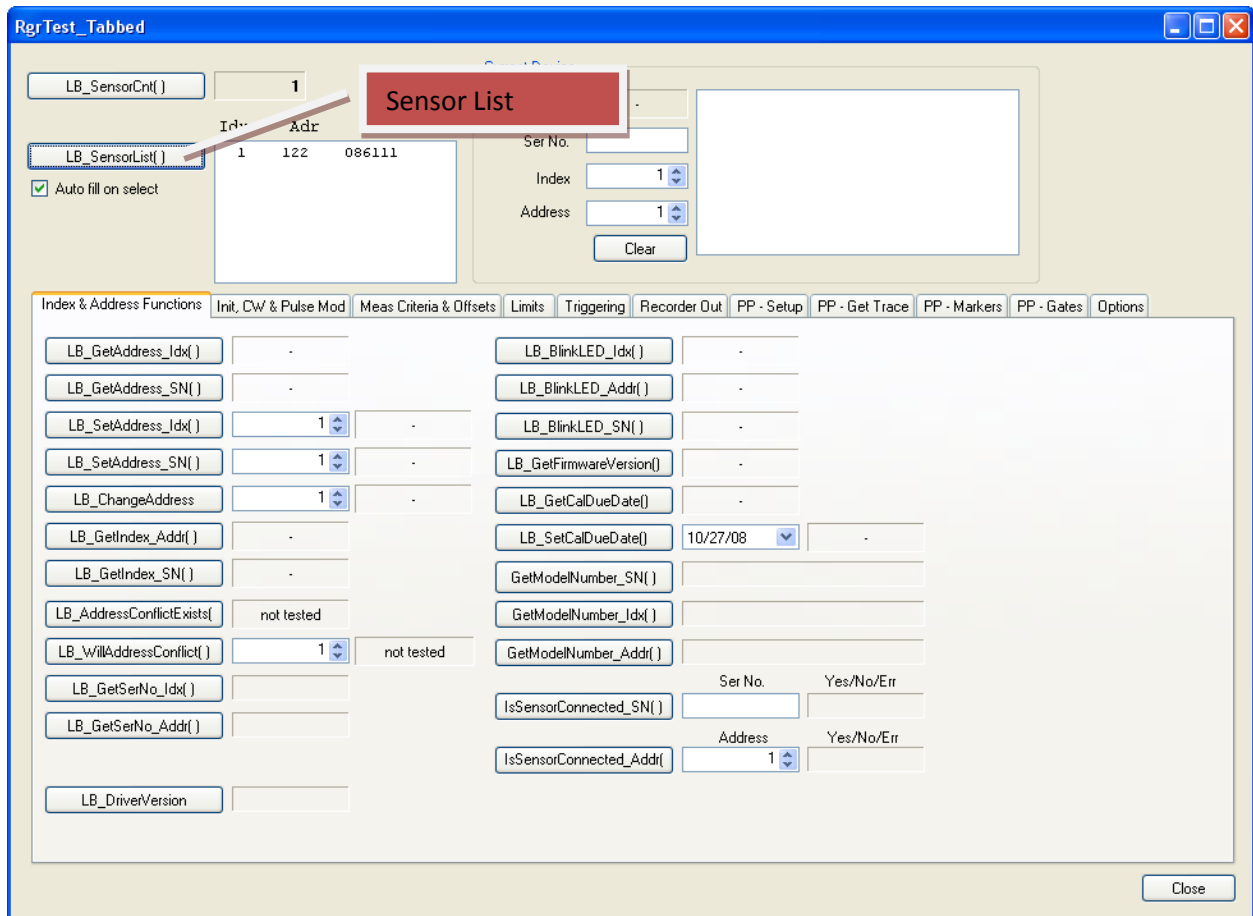 RgrTest_Tabbed
LB_SensorCnt( )
1
Sensor List
-
Adr
LB_SensorList( )
1 122 086111
Auto fill on select
Ser No.
Index
1
Address
1
Clear
Index & Address Functions Init, CW & Pulse Mod Meas Criteria & Offsets Limits Triggering Recorder Out PP - Setup PP - Get Trace PP - Markers PP - Gates Options
LB_GetAddress_Idx( ) -
LB_GetAddress_SN( ) -
LB_SetAddress_Idx( ) 1 -
LB_SetAddress_SN( ) 1 -
LB_ChangeAddress 1 -
LB_GetIndex_Addr( ) -
LB_GetIndex_SN( ) -
LB_AddressConflictExists( not tested
LB_WillAddressConflict( ) 1 not tested
LB_GetSerNo_Idx( )
LB_GetSerNo_Addr( )
LB_DriverVersion
LB_BlinkLED_Idx( ) -
LB_BlinkLED_Addr( ) -
LB_BlinkLED_SN( ) -
LB_GetFirmwareVersion() -
LB_GetCalDueDate() -
LB_SetCalDueDate() 10/27/08 -
GetModelNumber_SN( )
GetModelNumber_Idx( )
GetModelNumber_Addr( )
Ser No. Yes/No/Err
IsSensorConnected_SN( )
Address Yes/No/Err
IsSensorConnected_Addr( 1
Close